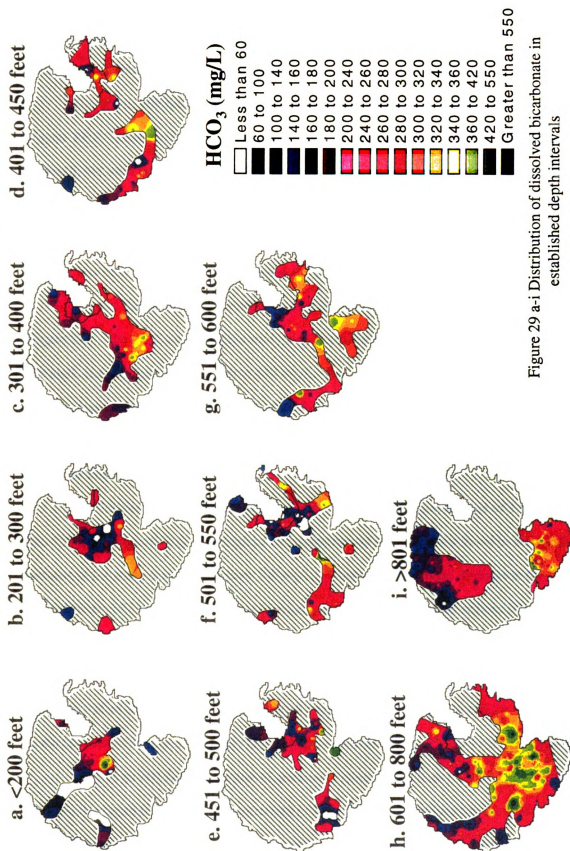 a. <200 feet
b. 201 to 300 feet
c. 301 to 400 feet
d. 401 to 450 feet
e. 451 to 500 feet
f. 501 to 550 feet
g. 551 to 600 feet
h. 601 to 800 feet
i. >801 feet
HCO₃ (mg/L)
Less than 60
60 to 100
100 to 140
140 to 160
160 to 180
180 to 200
200 to 240
240 to 260
260 to 280
280 to 300
300 to 320
320 to 340
340 to 360
360 to 420
420 to 550
Greater than 550
Figure 29 a-i Distribution of dissolved bicarbonate in
established depth intervals